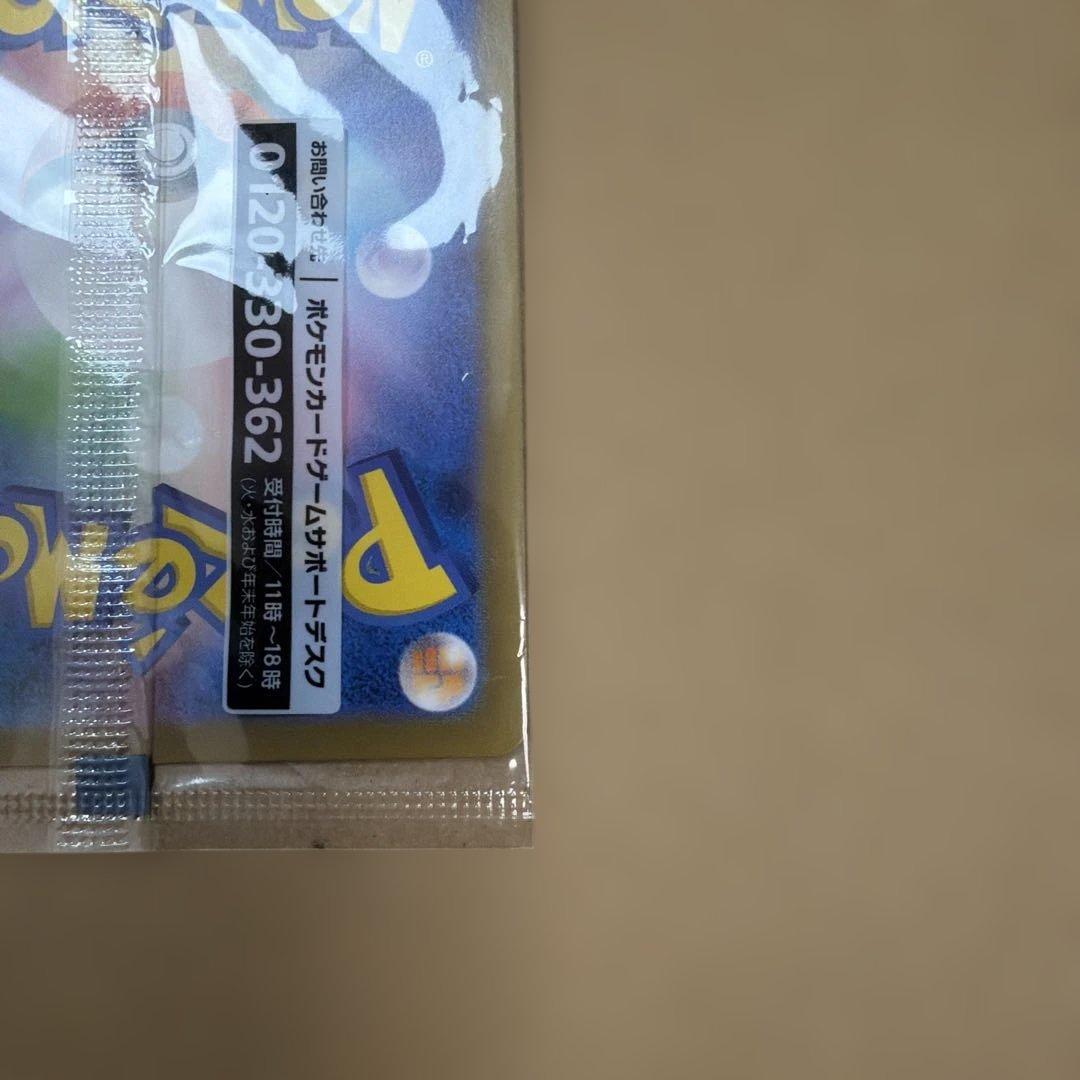 お問い合わせ先 | ポケモンカードゲームサポートデスク
0120-330-362 受付時間/11時~18時
(火・水および年末年始を除く)
®